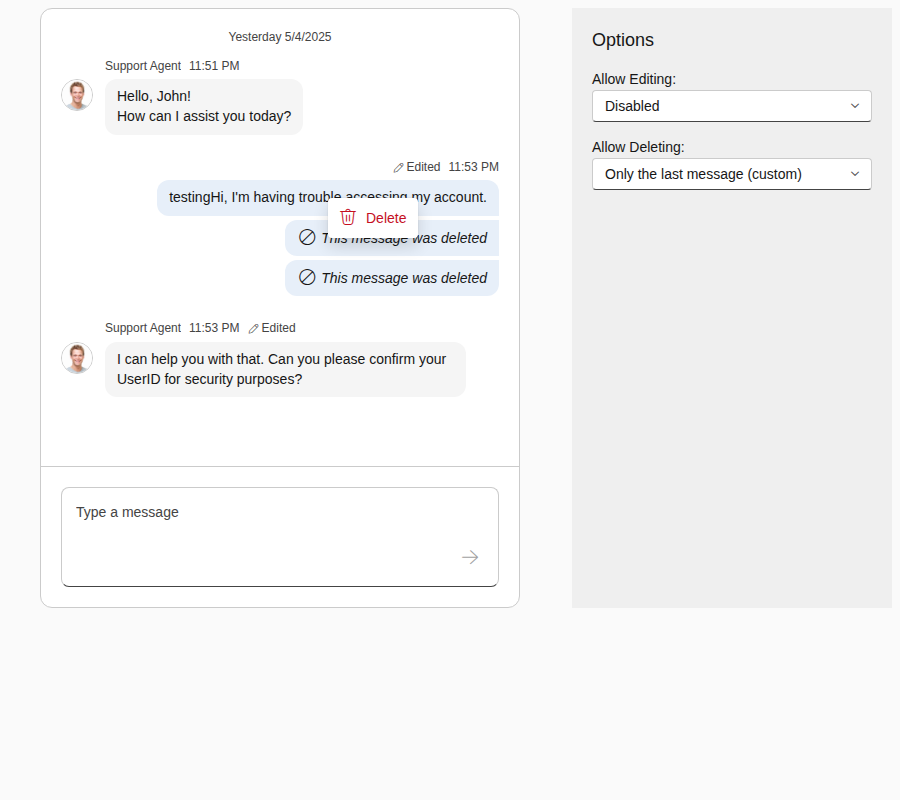 Yesterday 5/4/2025
Support Agent 11:51 PM
Hello, John!
How can I assist you today?
Edited 11:53 PM
testingHi, I'm having trouble accessing my account.
Delete
This message was deleted
This message was deleted
Support Agent 11:53 PM Edited
I can help you with that. Can you please confirm your
UserID for security purposes?
Type a message
Options
Allow Editing:
Disabled
Allow Deleting:
Only the last message (custom)